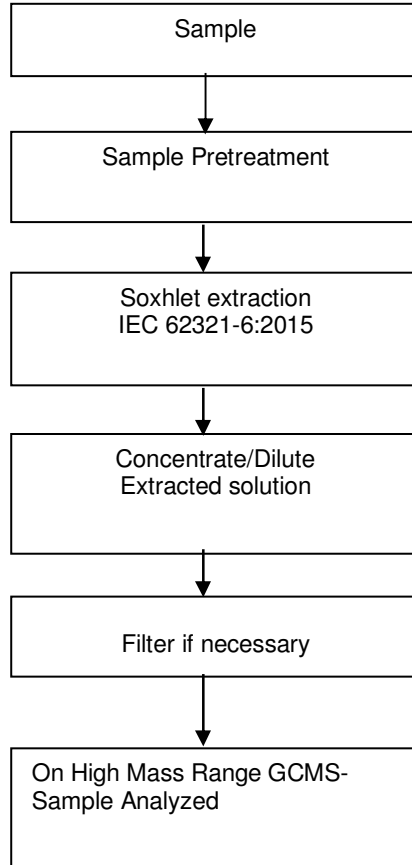 Sample
Sample Pretreatment
Soxhlet extraction
IEC 62321-6:2015
Concentrate/Dilute
Extracted solution
Filter if necessary
On High Mass Range GCMS-
Sample Analyzed